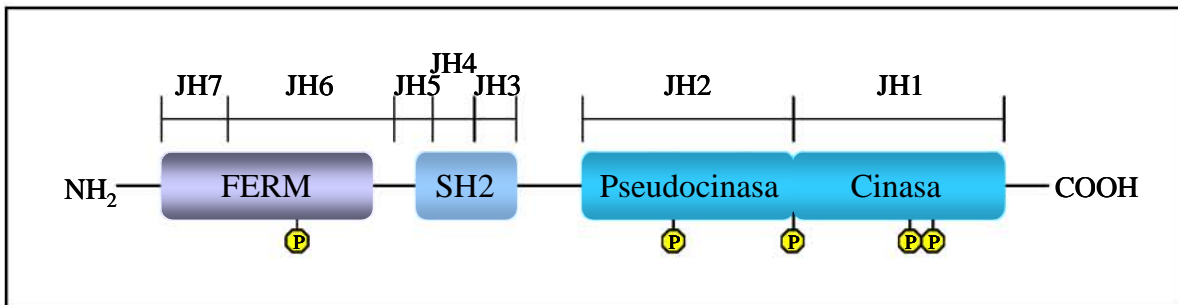 JH4
JH7 JH6 JH5 JH3 JH2 JH1
NH2 FERM SH2 Pseudocinasa Cinasa COOH
P P P P P